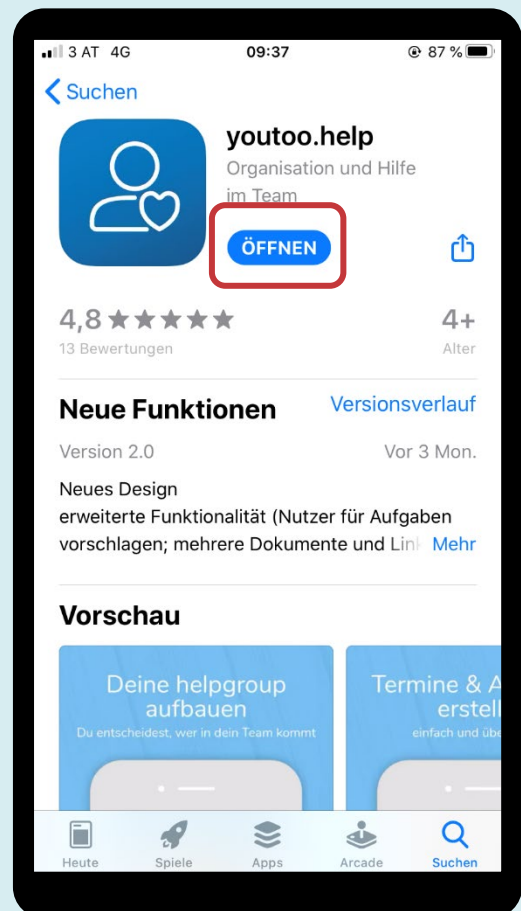 3 AT 4G 09:37 87 %
Suchen
youtoo.help
Organisation und Hilfe
im Team
ÖFFNEN
4,8 ★★★★★ 4+
13 Bewertungen Alter
Neue Funktionen Versionsverlauf
Version 2.0 Vor 3 Mon.
Neues Design
erweiterte Funktionalität (Nutzer für Aufgaben
vorschlagen; mehrere Dokumente und Lin Mehr
Vorschau
Deine helpgroup
aufbauen
Du entscheidest, wer in dein Team kommt
Termine & A
erstell
einfach und übe
Heute Spiele Apps Arcade Suchen